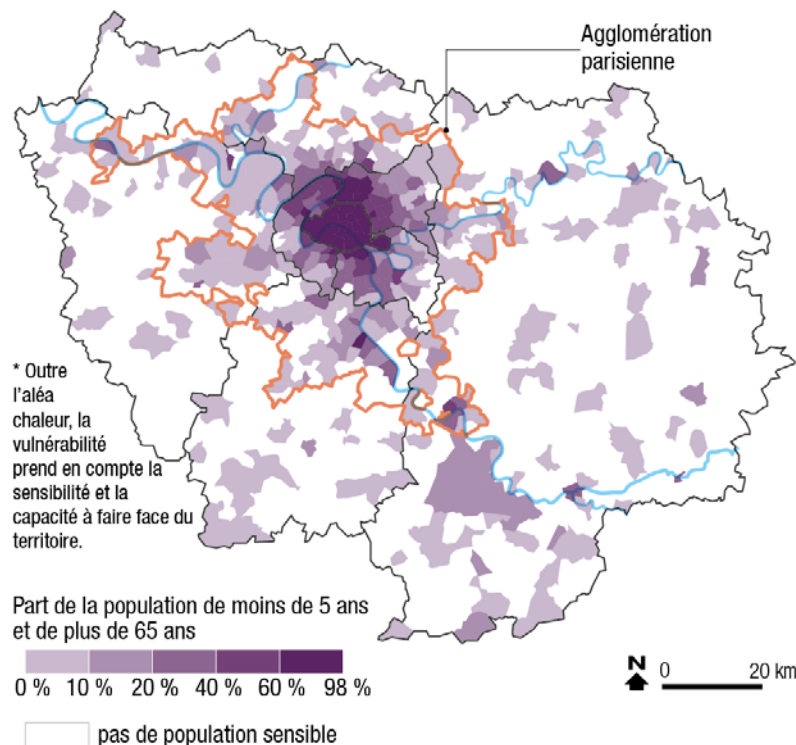 Agglomération
parisienne
* Outre
l'aléa
chaleur, la
vulnérabilité
prend en compte la
sensibilité et la
capacité à faire face du
territoire.
Part de la population de moins de 5 ans
et de plus de 65 ans
0 % 10 % 20 % 40 % 60 % 98 %
pas de population sensible
N 0 20 km